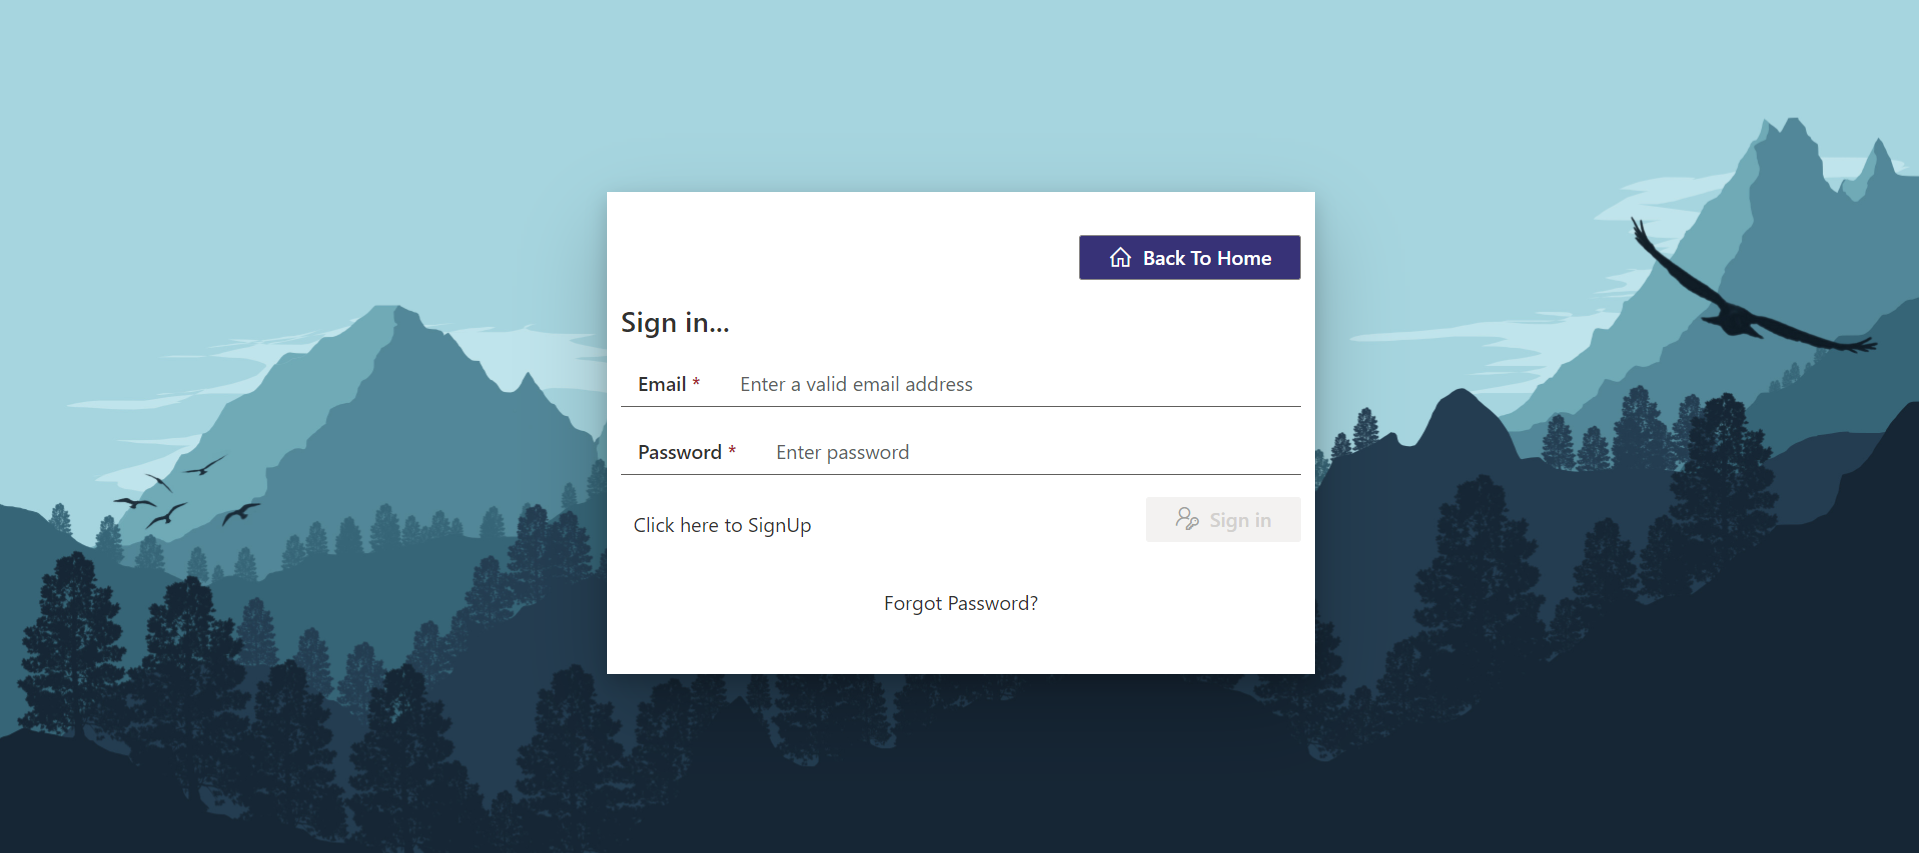 Back To Home
Sign in...
Email * Enter a valid email address
Password * Enter password
Click here to SignUp
Sign in
Forgot Password?